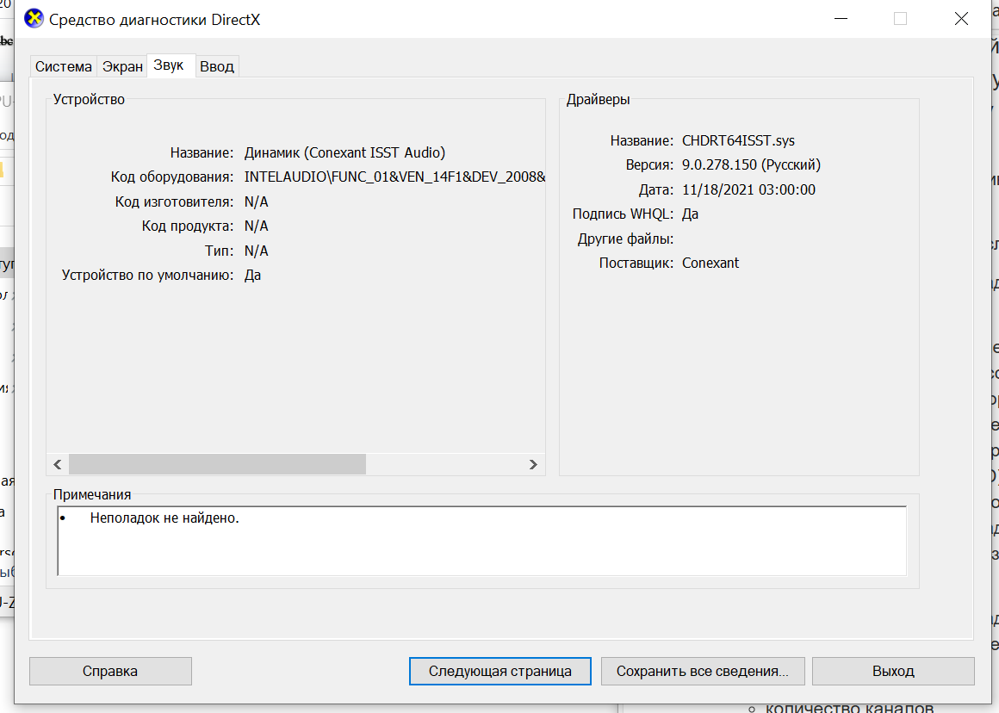 Средство диагностики DirectX
Система Экран Звук Ввод
Устройство
Название: Динамик (Conexant ISST Audio)
Код оборудования: INTELAUDIO\FUNC_01&VEN_14F1&DEV_2008&
Код изготовителя: N/A
Код продукта: N/A
Тип: N/A
Устройство по умолчанию: Да
Драйверы
Название: CHDRT64ISST.sys
Версия: 9.0.278.150 (Русский)
Дата: 11/18/2021 03:00:00
Подпись WHQL: Да
Другие файлы:
Поставщик: Conexant
Примечания
• Неполадок не найдено.
Справка
Следующая страница
Сохранить все сведения...
Выход
количество каналов